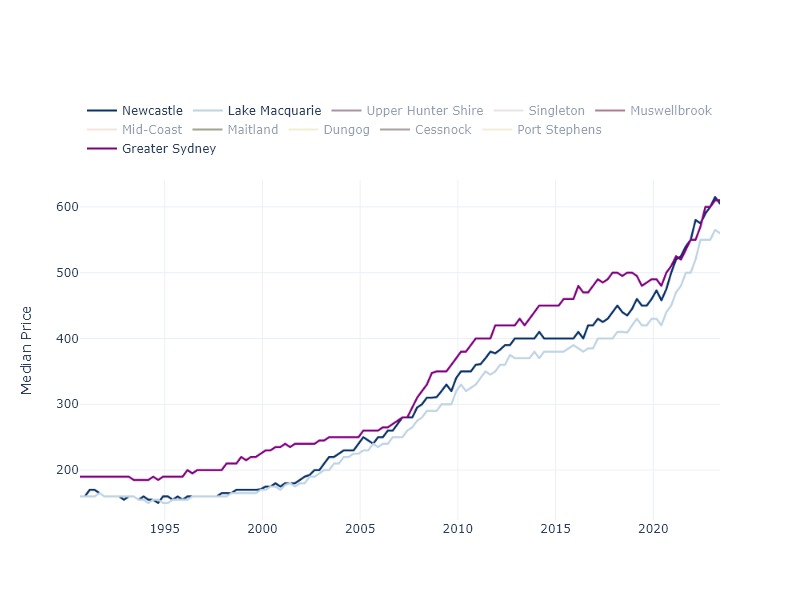 Newcastle Lake Macquarie Upper Hunter Shire Singleton Muswellbrook
Mid-Coast Maitland Dungog Cessnock Port Stephens
Greater Sydney
600
500
400
300
200
Median Price
1995 2000 2005 2010 2015 2020